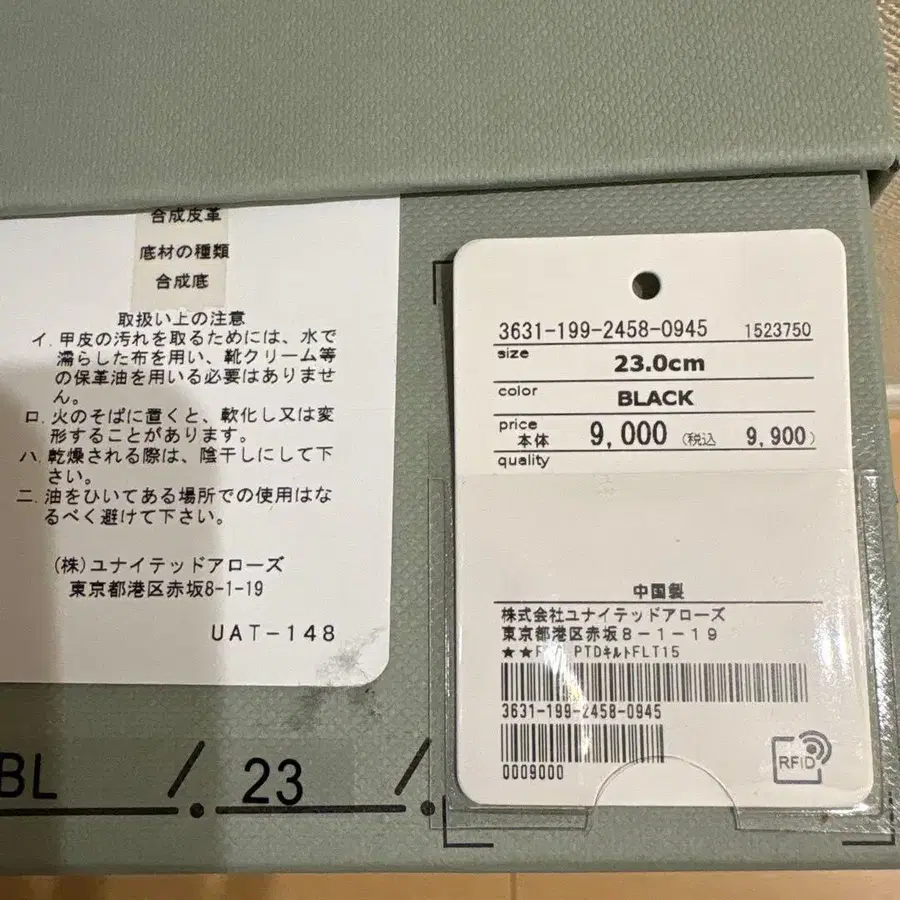 合成皮革
底材の種類
合成底
取扱い上の注意
イ.甲皮の汚れを取るためには、水で
濡らした布を用い、靴クリーム等
の保革油を用いる必要はありませ
ん。
ロ.火のそばに置くと、軟化し又は変
形することがあります。
ハ.乾燥される際は、陰干しにして下
さい。
二.油をひいてある場所での使用はな
るべく避けて下さい。
(株)ユナイテッドアローズ
東京都港区赤坂8-1-19
UAT-148
BL / 23 /
3631-199-2458-0945 1523750
size 23.0cm
color BLACK
price 本体 9,000 (税込 9,900)
quality
中国製
株式会社ユナイテッドアローズ
東京都港区赤坂8-1-19
PTDｷﾙﾄFLT15
3631-199-2458-0945
0009000
RFID